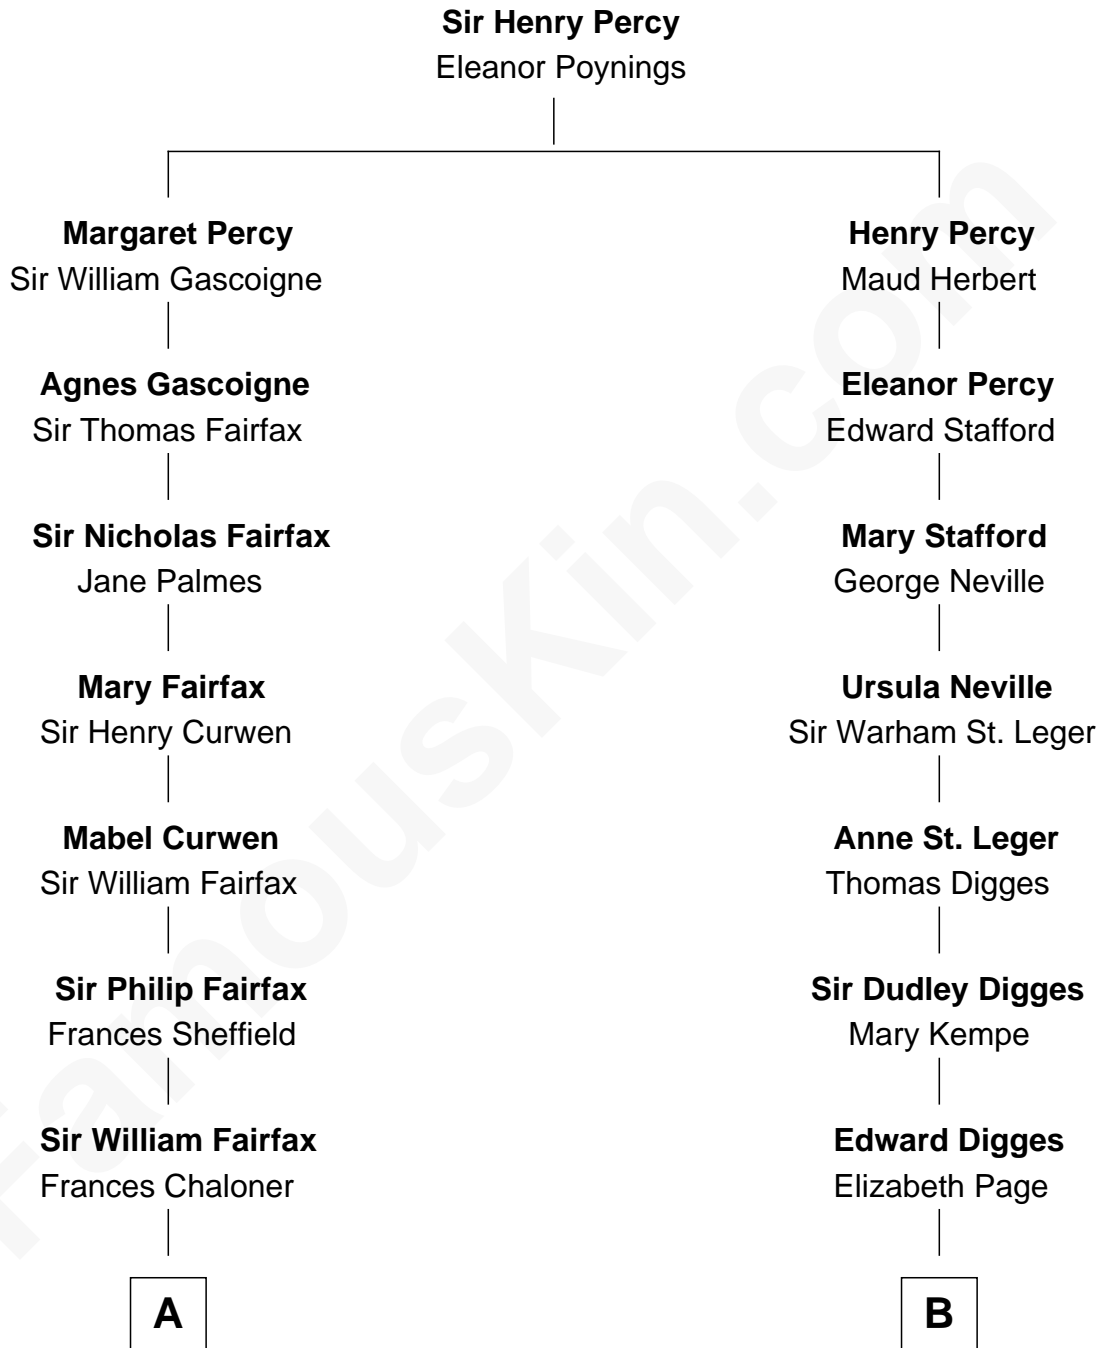 Sir Henry Percy
Eleanor Poynings
Margaret Percy
Sir William Gascoigne
Henry Percy
Maud Herbert
Agnes Gascoigne
Sir Thomas Fairfax
Eleanor Percy
Edward Stafford
Sir Nicholas Fairfax
Jane Palmes
Mary Stafford
George Neville
Mary Fairfax
Sir Henry Curwen
Ursula Neville
Sir Warham St. Leger
Mabel Curwen
Sir William Fairfax
Anne St. Leger
Thomas Digges
Sir Philip Fairfax
Frances Sheffield
Sir Dudley Digges
Mary Kempe
Sir William Fairfax
Frances Chaloner
Edward Digges
Elizabeth Page
A
B
FamousKin.com